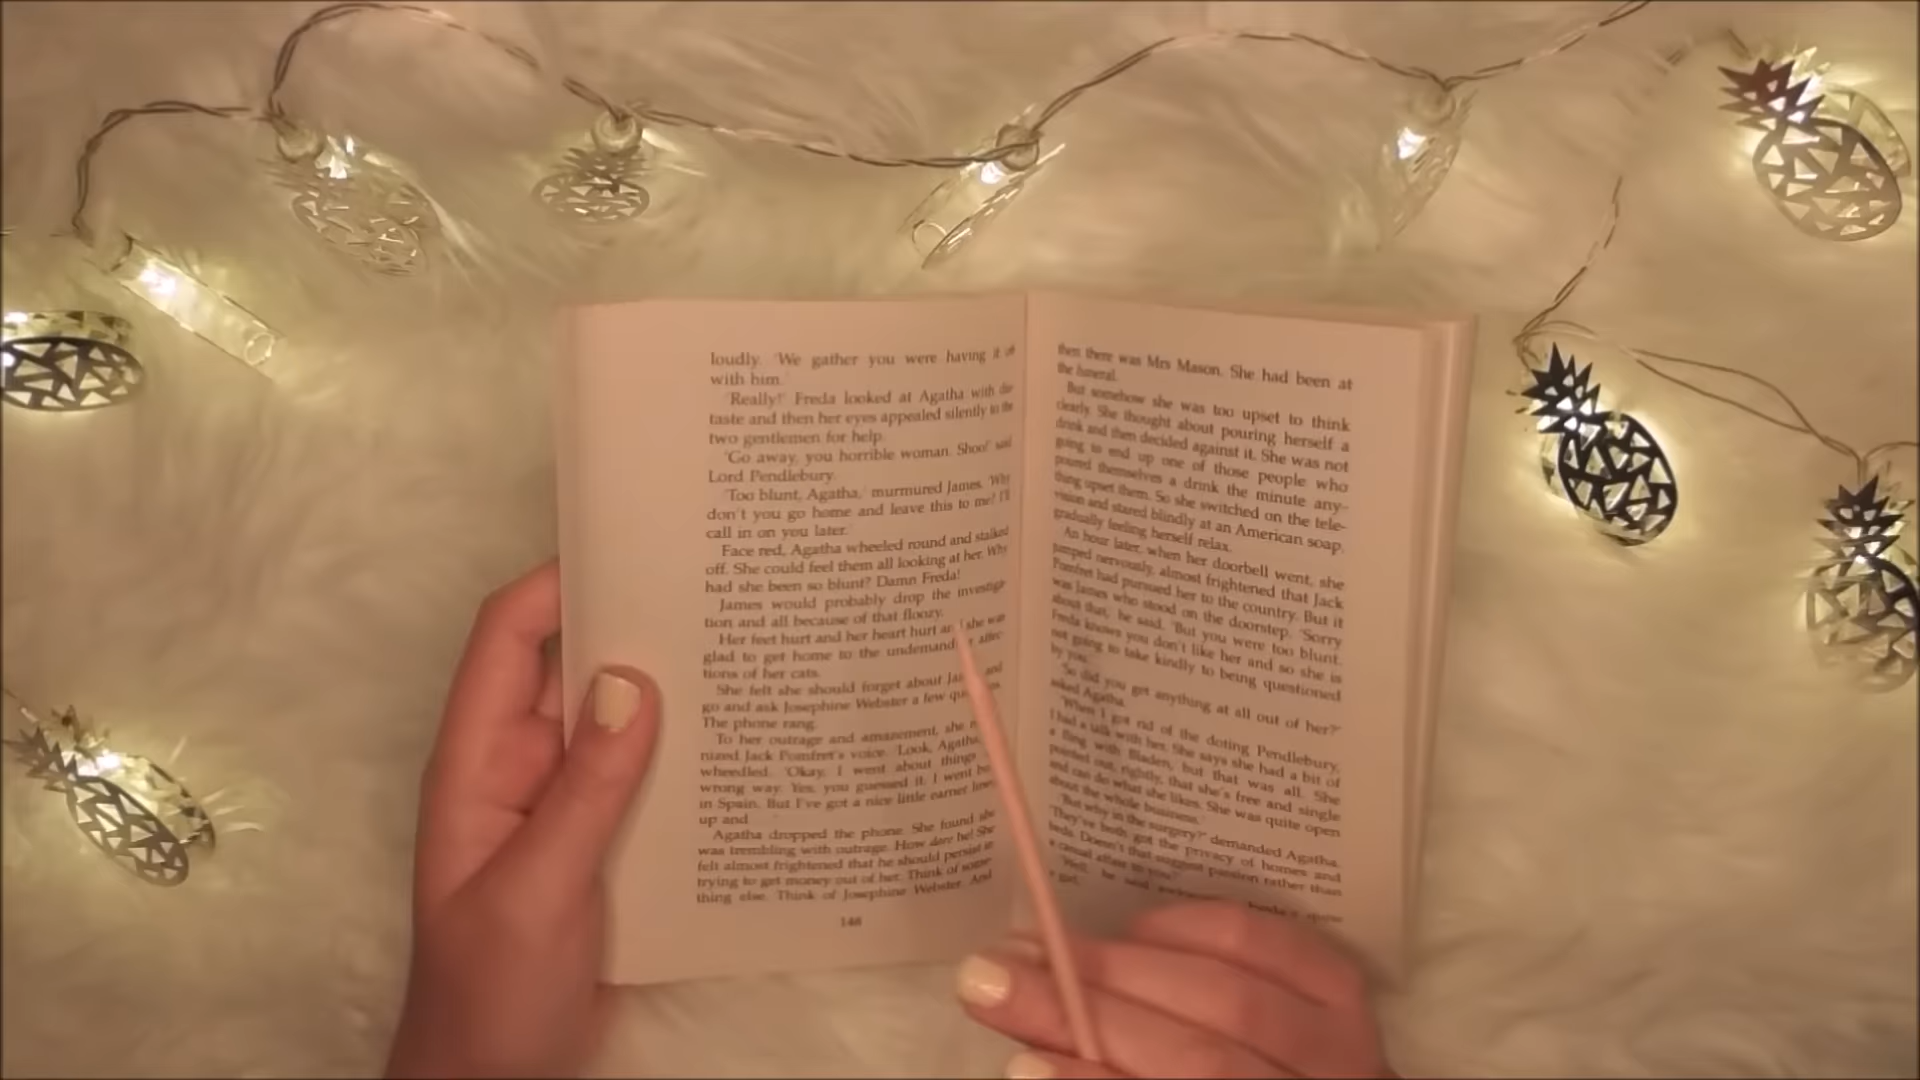 loudly. 'We gather you were having it of
with him.'
'Really!' Freda looked at Agatha with dis
taste and then her eyes appealed silently to the
two gentlemen for help.
'Go away, you horrible woman. Shoo!' said
Lord Pendlebury.
'Too blunt, Agatha,' murmured James. 'Why
don't you go home and leave this to me? I'll
call in on you later.'
Face red, Agatha wheeled round and stalked
off. She could feel them all looking at her. Why
had she been so blunt? Damn Freda!
James would probably drop the investiga-
tion and all because of that floozy.
Her feet hurt and her heart hurt and she was
glad to get home to the undemanding affec-
tions of her cats.
She felt she should forget about James and
go and ask Josephine Webster a few
The phone rang.
To her outrage and amazement, she
nized Jack Pomfret's voice. 'Look, Agatha,
wheedled. 'Okay, I went about things
wrong way. Yes, you guessed it, I went
in Spain. But I've got a nice little earner
up and
Agatha dropped the phone. She found she
was trembling with outrage. How dare he! She
felt almost frightened that he should persist in
trying to get money out of her. Think of some-
thing else. Think of Josephine Webster. And
148
then there was Mrs Mason. She had been at
the funeral.
But somehow she was too upset to think
clearly. She thought about pouring herself a
drink and then decided against it. She was not
going to end up one of those people who
poured themselves a drink the minute any-
thing upset them. So she switched on the tele-
vision and stared blindly at an American soap,
gradually feeling herself relax.
An hour later, when her doorbell went, she
jumped nervously, almost frightened that Jack
Pomfret had pursued her to the country. But it
was James who stood on the doorstep. 'Sorry
about that,' he said. 'But you were too blunt.
Freda knows you don't like her and so she is
not going to take kindly to being questioned
by you.'
'So did you get anything at all out of her?'
asked Agatha.
'When I got rid of the doting Pendlebury,
I had a talk with her. She says she had a bit of
a fling with Bladen, but that was all. She
pointed out, rightly, that she's free and single
and can do what she likes. She was quite open
about the whole business.'
'But why in the surgery?' demanded Agatha.
'They've both got the privacy of homes and
beds. Doesn't that suggest passion rather than
a casual affair to you?'
'Well,' he said quite
a girl.